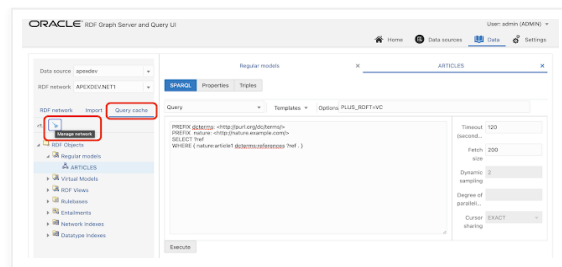 ORACLE RDF Graph Server and Query UI
User: admin (ADMIN)
Home Data sources Data Settings
Data source apexdev
RDF network APEXDEV.NET1
RDF network Import Query cache
Manage network
RDF Objects
Regular models
ARTICLES
Virtual Models
RDF Views
Rulebases
Entailments
Network Indexes
Datatype Indexes
Regular models × ARTICLES ×
SPARQL Properties Triples
Query Templates Options PLUS_RDFT=VC
PREFIX dcterms: <http://purl.org/dc/terms/>
PREFIX nature: <http://nature.example.com/>
SELECT ?ref
WHERE { nature:article1 dcterms:references ?ref . }
Timeout (second... 120
Fetch size 200
Dynamic sampling 2
Degree of paralleli...
Cursor sharing EXACT
Execute